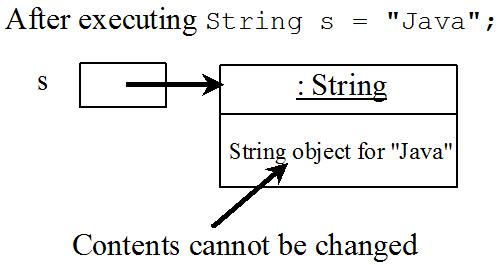 After executing String s = "Java";
s
: String
String object for "Java"
Contents cannot be changed